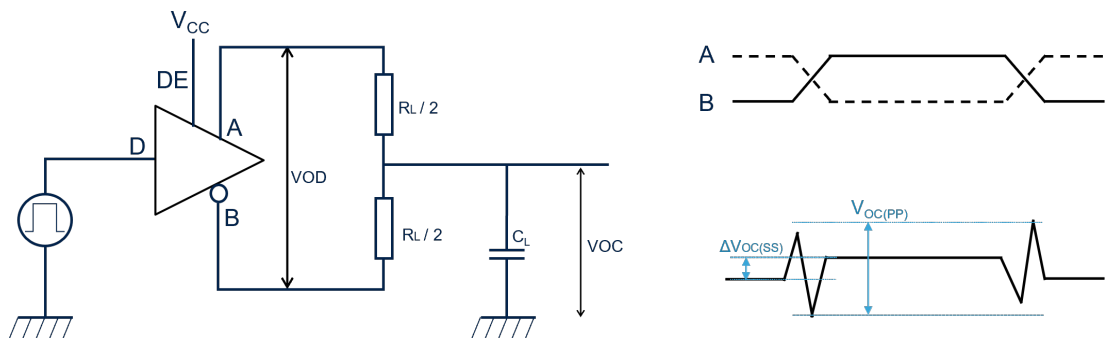 VCC
DE
D
A
B
VOD
RL / 2
RL / 2
CL
VOC
A
B
VOC(PP)
ΔVOC(SS)